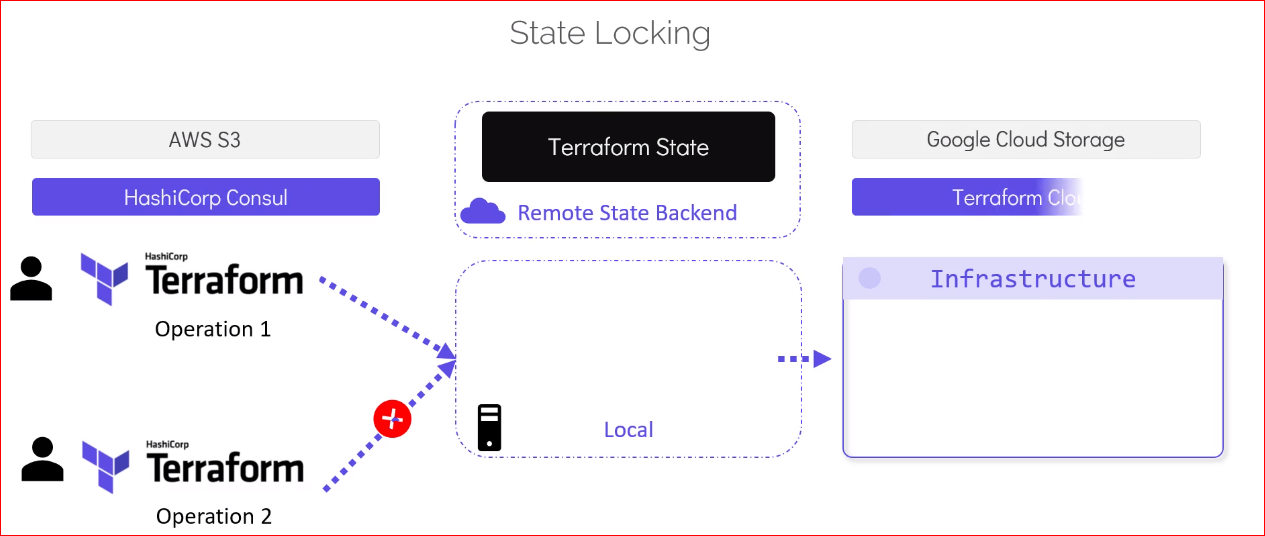 State Locking
AWS S3
Terraform State
Google Cloud Storage
HashiCorp Consul
Remote State Backend
Terraform
HashiCorp
Terraform
Operation 1
Infrastructure
HashiCorp
Terraform
Operation 2
Local